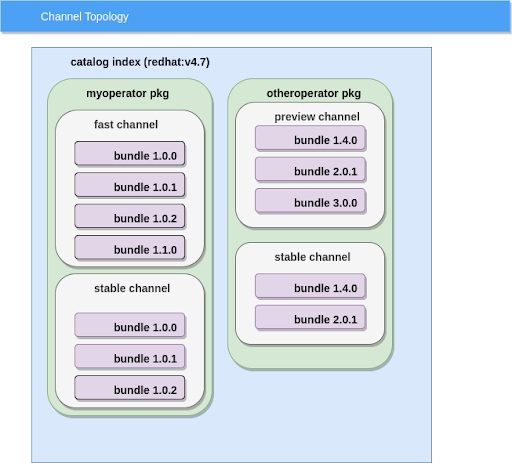 Channel Topology
catalog index (redhat:v4.7)
myoperator pkg
fast channel
bundle 1.0.0
bundle 1.0.1
bundle 1.0.2
bundle 1.1.0
stable channel
bundle 1.0.0
bundle 1.0.1
bundle 1.0.2
otheroperator pkg
preview channel
bundle 1.4.0
bundle 2.0.1
bundle 3.0.0
stable channel
bundle 1.4.0
bundle 2.0.1